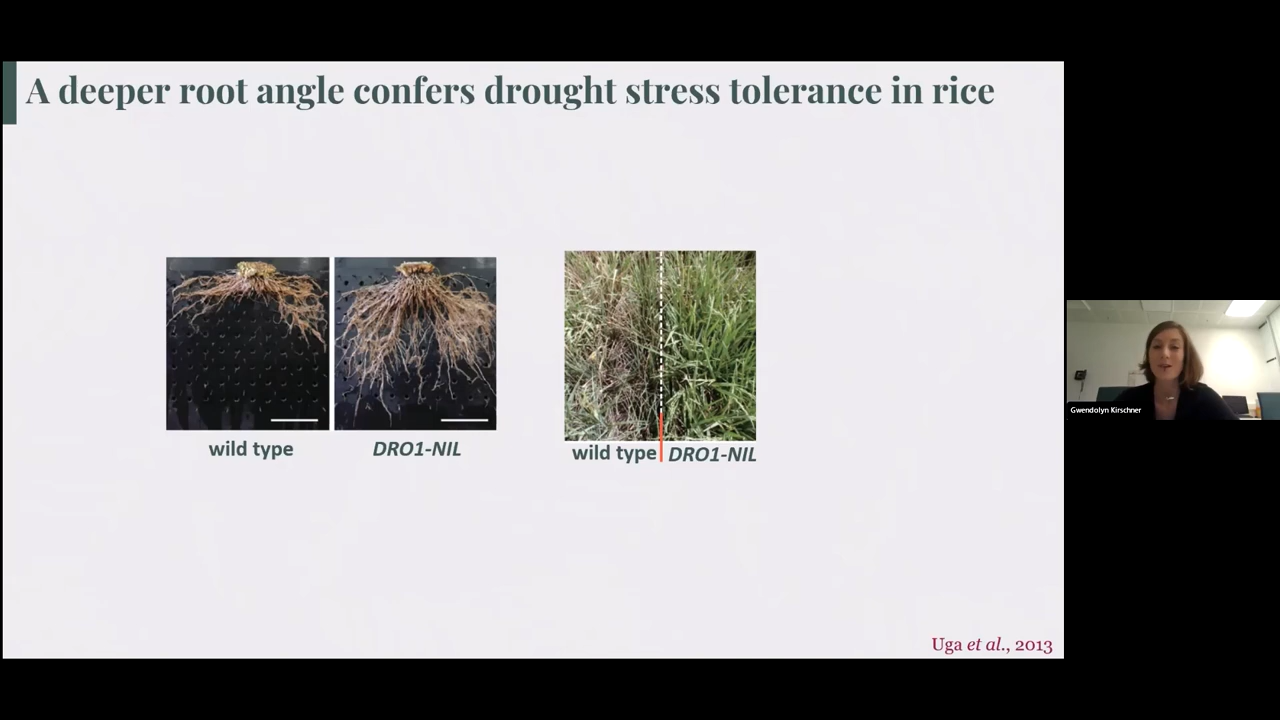 A deeper root angle confers drought stress tolerance in rice
wild type
DRO1-NIL
wild type
DRO1-NIL
Gwendolyn Kirschner
Uga et al., 2013